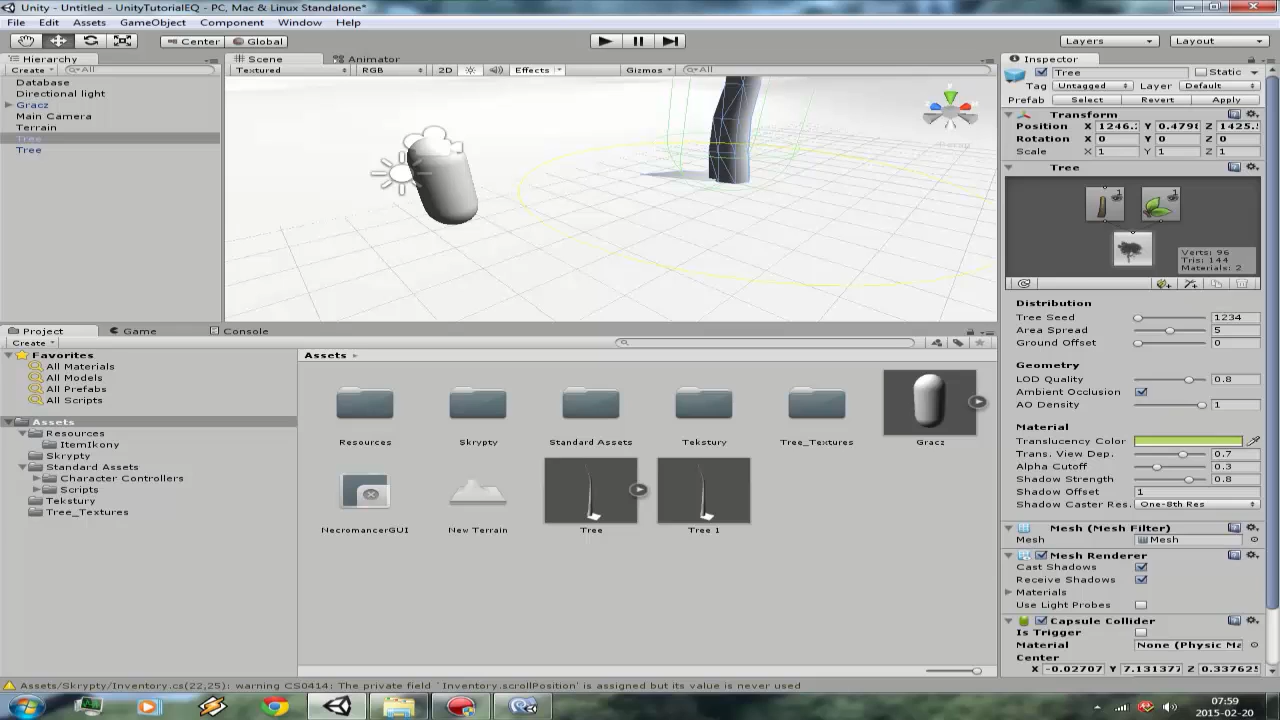 Unity - Untitled - UnityTutorialEQ - PC, Mac & Linux Standalone*
File Edit Assets GameObject Component Window Help
Center Global Layers Layout
Hierarchy
Create All
Database
Directional light
Gracz
Main Camera
Terrain
Tree
Tree
Scene Animator
Textured RGB 2D Effects Gizmos All
Persp
Project Game Console
Create
Favorites
All Materials
All Models
All Prefabs
All Scripts
Assets
Resources
ItemIkony
Skrypty
Standard Assets
Character Controllers
Scripts
Tekstury
Tree_Textures
Assets
Resources Skrypty Standard Assets Tekstury Tree_Textures Gracz
NecromancerGUI New Terrain Tree Tree 1
Inspector
Tree Static
Tag Untagged Layer Default
Prefab Select Revert Apply
Transform
Position X 1246. Y 0.479 Z 1425.
Rotation X 0 Y 0 Z 0
Scale X 1 Y 1 Z 1
Tree
Verts: 96
Tris: 144
Materials: 2
Distribution
Tree Seed 1234
Area Spread 5
Ground Offset 0
Geometry
LOD Quality 0.8
Ambient Occlusion
AO Density 1
Material
Translucency Color
Trans. View Dep. 0.7
Alpha Cutoff 0.3
Shadow Strength 0.8
Shadow Offset 1
Shadow Caster Res. One-8th Res
Mesh (Mesh Filter)
Mesh Mesh
Mesh Renderer
Cast Shadows
Receive Shadows
Materials
Use Light Probes
Capsule Collider
Is Trigger
Material None (Physic Ma
Center
X -0.02707 Y 7.131372 Z 0.337625
Assets/Skrypty/Inventory.cs(22,25): warning CS0414: The private field `Inventory.scrollPosition' is assigned but its value is never used
07:59
2015-02-20